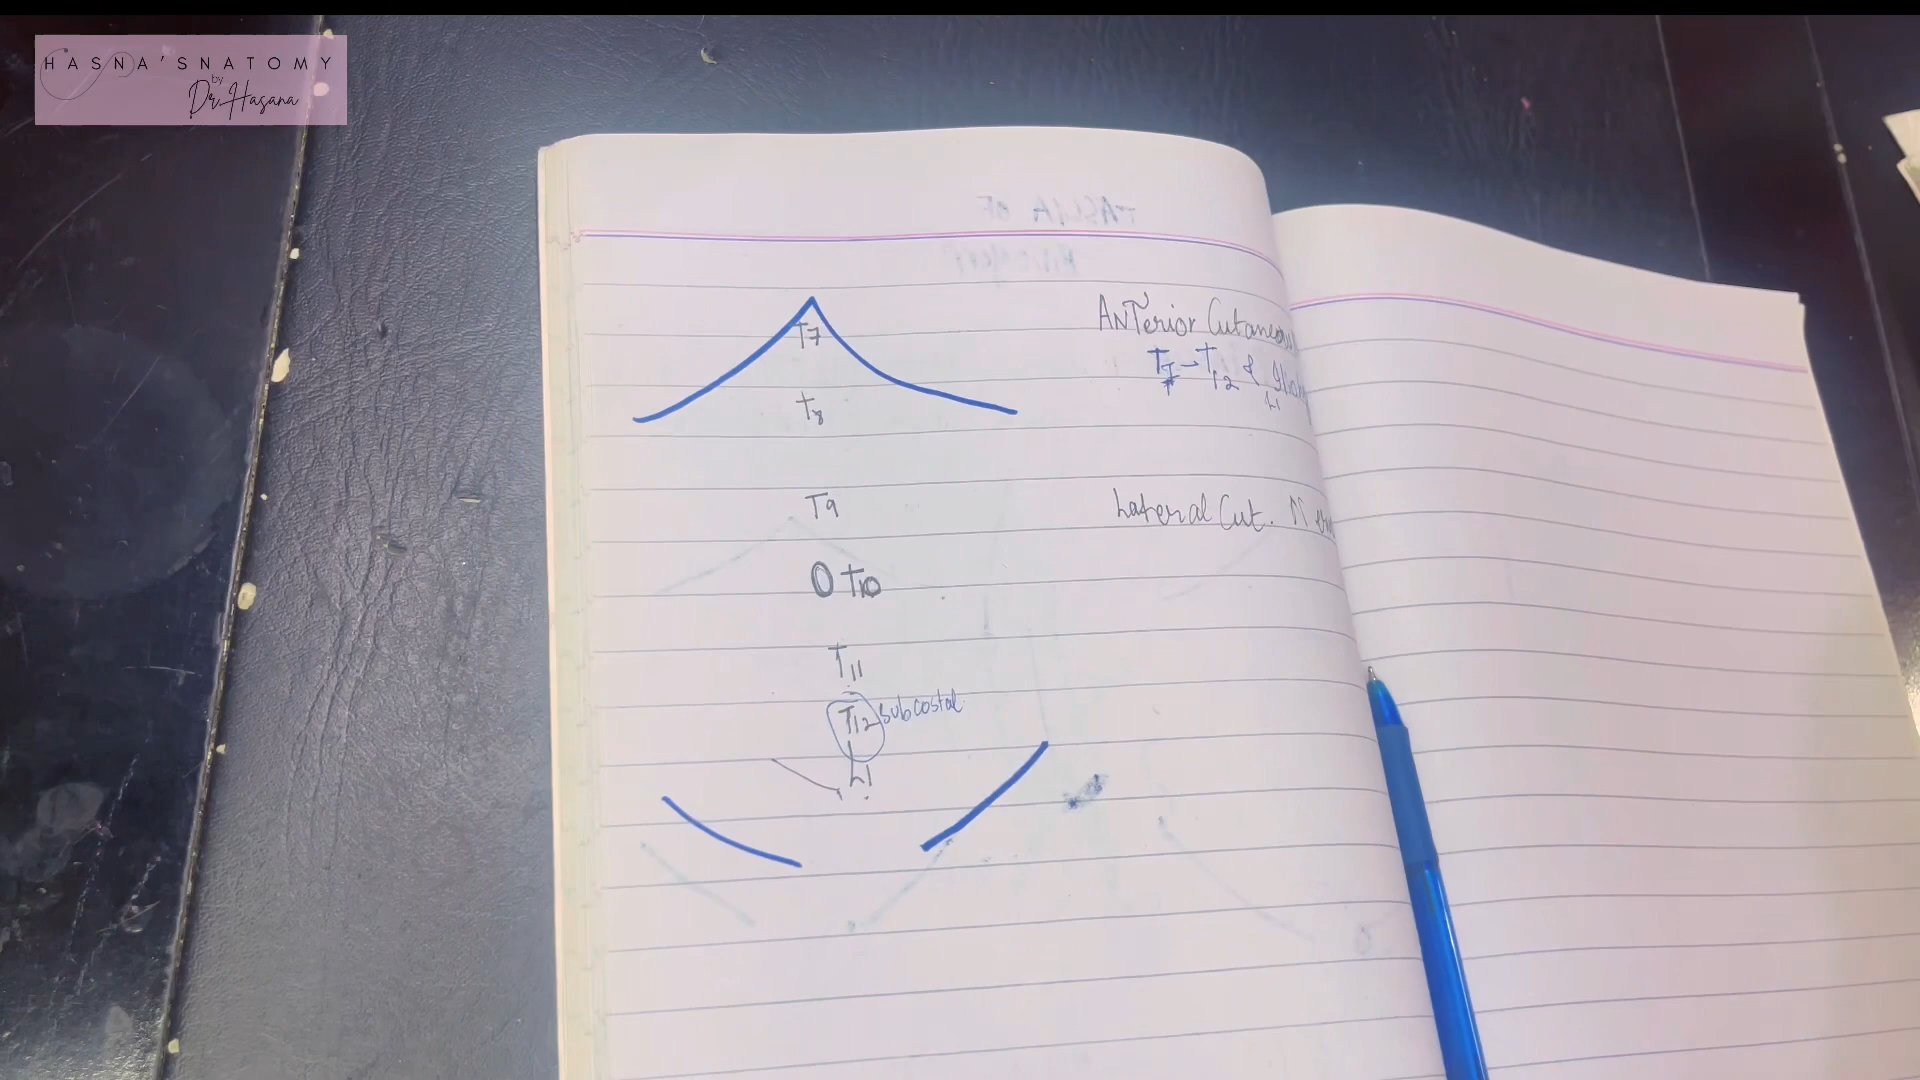 HASNA'SNATOMY
by
Dr.Hasana
T7
T8
T9
O T10
T11
T12 subcostal
L1
ANTerior Cutaneous
T7 - T12 &
L1
Lateral Cut.